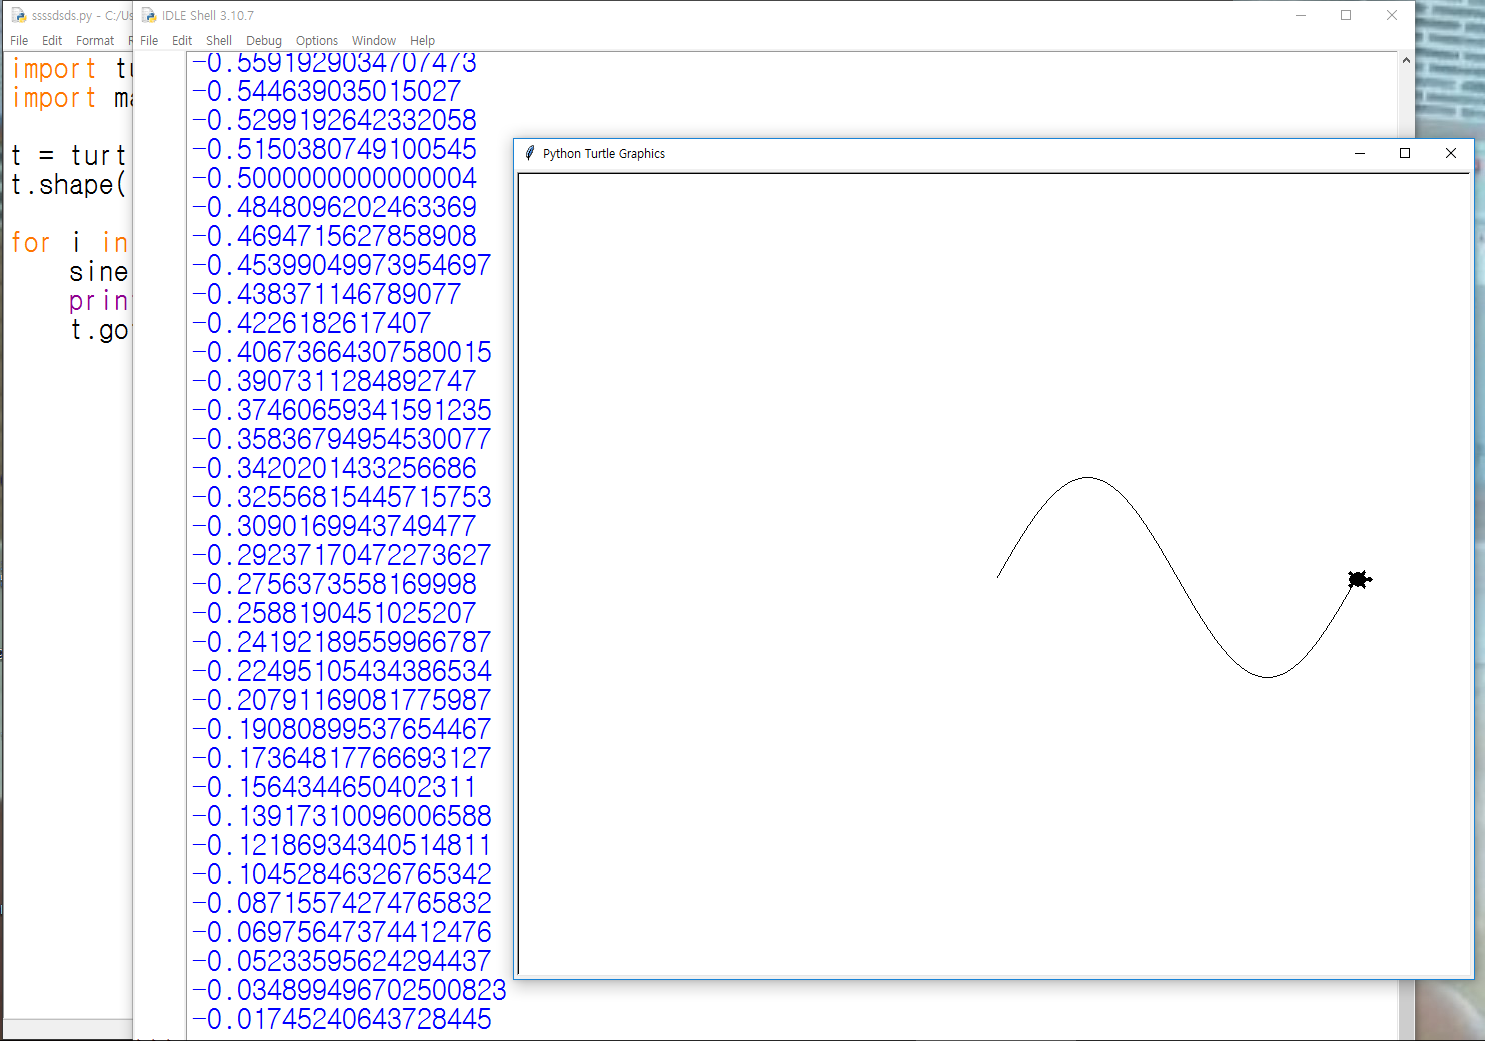 ssssdsds.py - C:/Us
File Edit Format
import
import
t = turt
t.shape(
for i in
sine
prin
t.go
IDLE Shell 3.10.7
File Edit Shell Debug Options Window Help
-0.5591929034707473
-0.544639035015027
-0.5299192642332058
-0.5150380749100545
-0.5000000000000004
-0.4848096202463369
-0.4694715627858908
-0.45399049973954697
-0.438371146789077
-0.4226182617407
-0.40673664307580015
-0.3907311284892747
-0.37460659341591235
-0.35836794954530077
-0.3420201433256686
-0.32556815445715753
-0.3090169943749477
-0.29237170472273627
-0.2756373558169998
-0.2588190451025207
-0.24192189559966787
-0.22495105434386534
-0.20791169081775987
-0.19080899537654467
-0.17364817766693127
-0.1564344650402311
-0.13917310096006588
-0.12186934340514811
-0.10452846326765342
-0.08715574274765832
-0.06975647374412476
-0.05233595624294437
-0.034899496702500823
-0.01745240643728445
Python Turtle Graphics